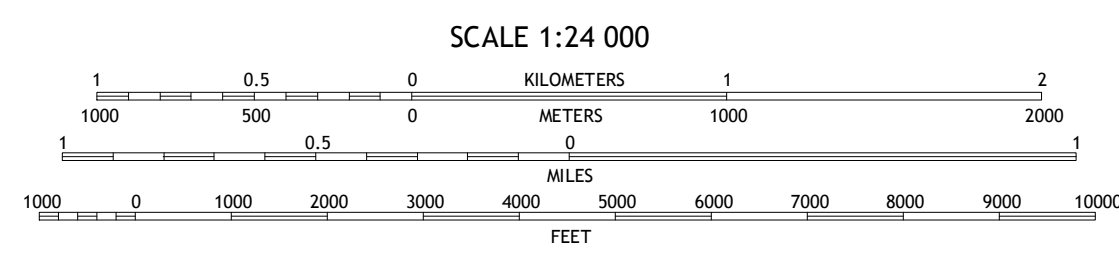 SCALE 1:24 000
1 0.5 0 KILOMETERS 1 2
1000 500 0 METERS 1000 2000
1 0.5 0 1
MILES
1000 0 1000 2000 3000 4000 5000 6000 7000 8000 9000 10000
FEET